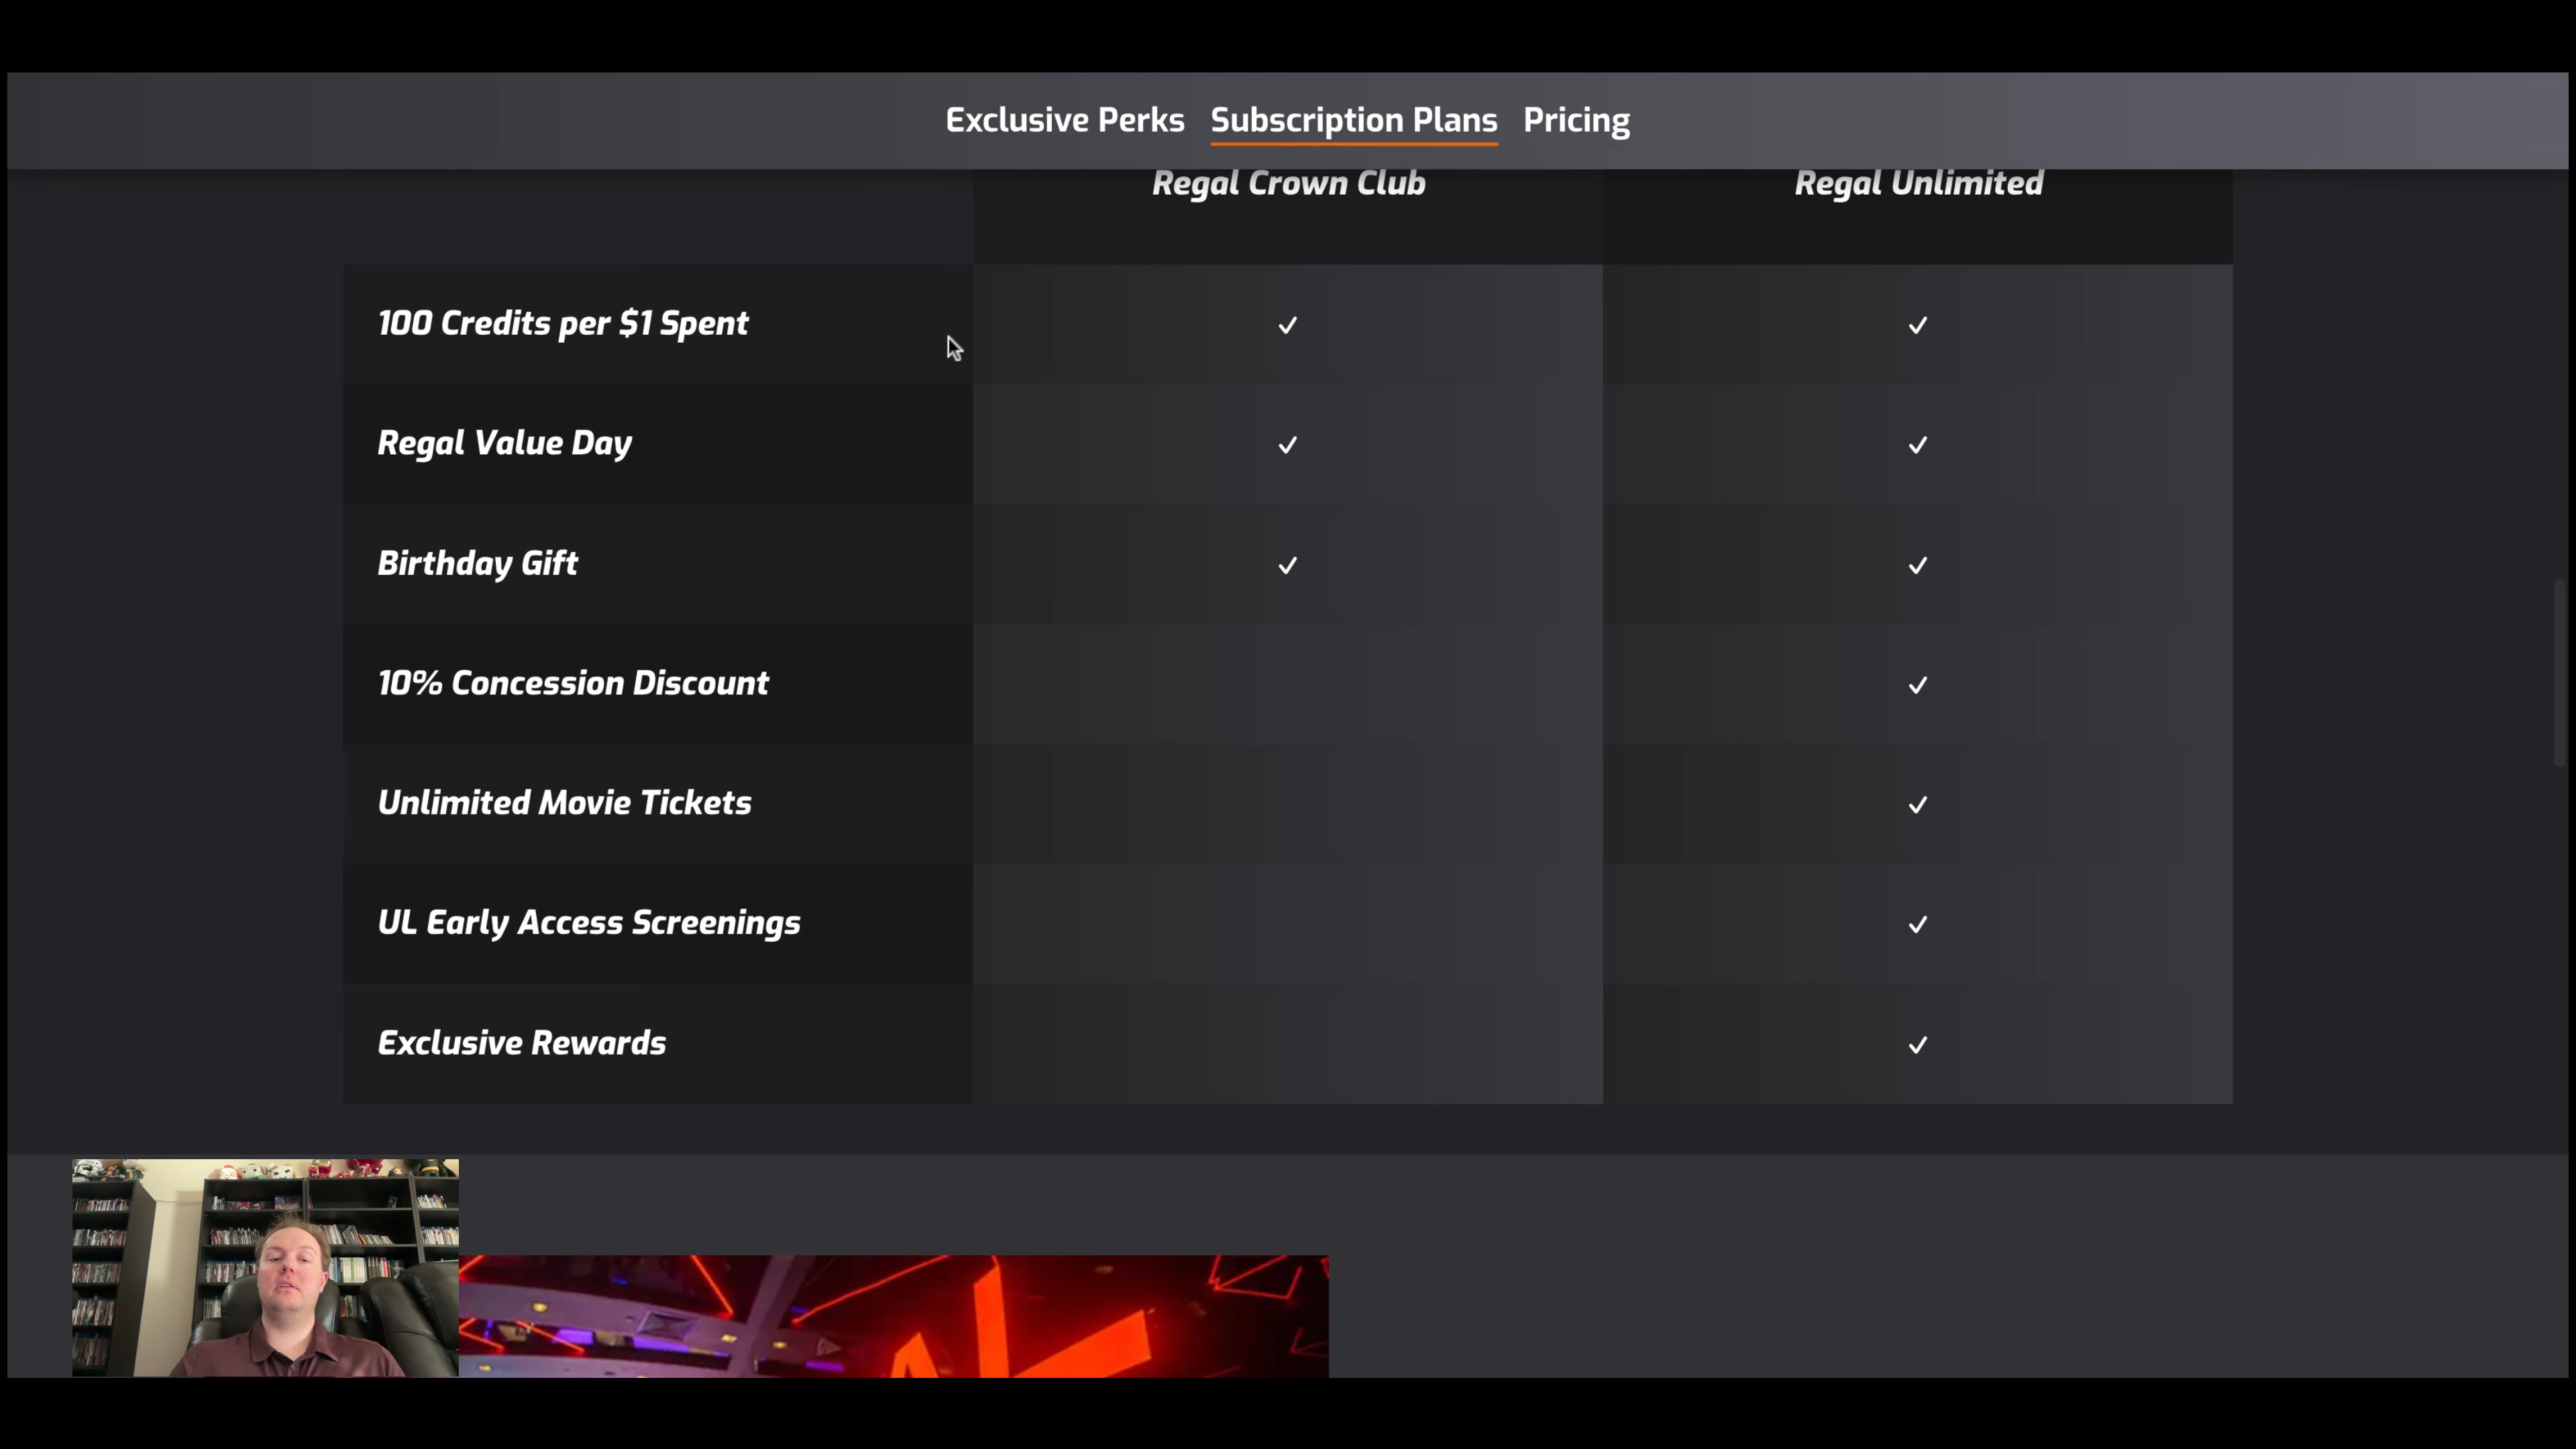 Exclusive Perks Subscription Plans Pricing
Regal Crown Club Regal Unlimited
100 Credits per $1 Spent
Regal Value Day
Birthday Gift
10% Concession Discount
Unlimited Movie Tickets
UL Early Access Screenings
Exclusive Rewards